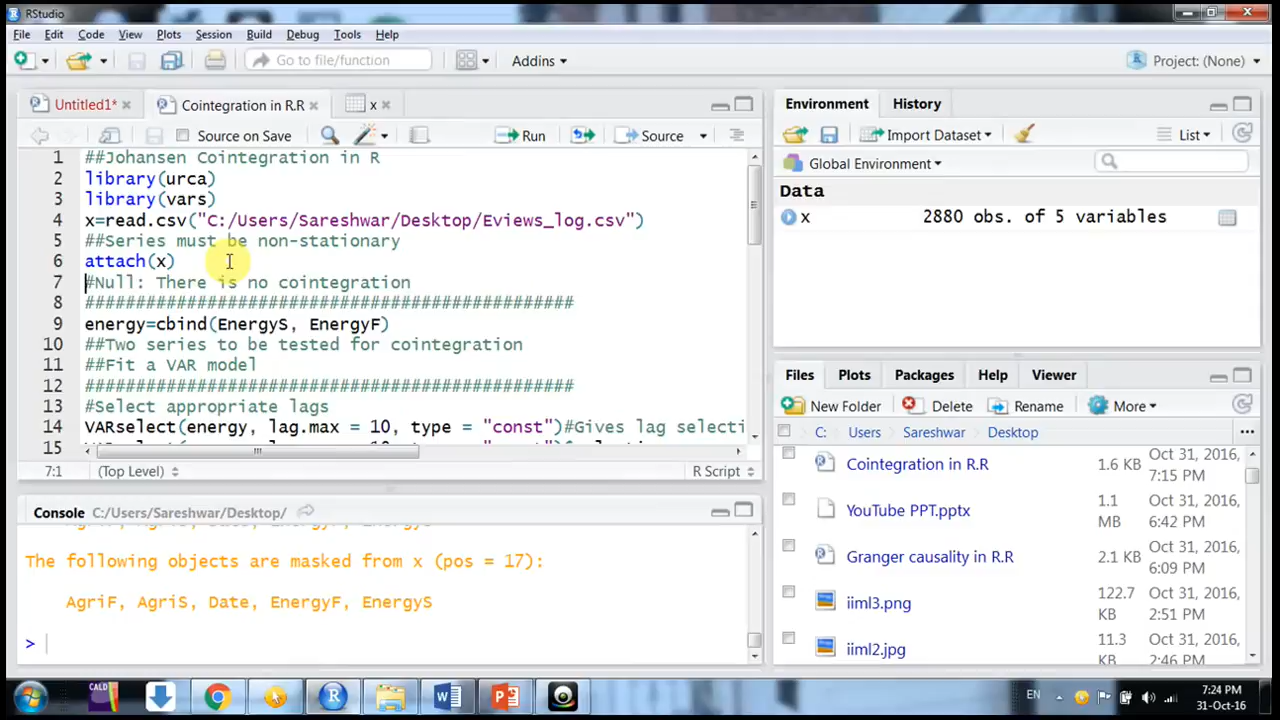 RStudio
File Edit Code View Plots Session Build Debug Tools Help
Go to file/function Addins Project: (None)
Untitled1* Cointegration in R.R x
Source on Save Run Source
1 ##Johansen Cointegration in R
2 library(urca)
3 library(vars)
4 x=read.csv("C:/Users/Sareshwar/Desktop/Eviews_log.csv")
5 ##Series must be non-stationary
6 attach(x)
7 #Null: There is no cointegration
8 ################################################
9 energy=cbind(EnergyS, EnergyF)
10 ##Two series to be tested for cointegration
11 ##Fit a VAR model
12 ################################################
13 #Select appropriate lags
14 VARselect(energy, lag.max = 10, type = "const")#Gives lag selecti
15
7:1 (Top Level) R Script
Console C:/Users/Sareshwar/Desktop/
The following objects are masked from x (pos = 17):
AgriF, AgriS, Date, EnergyF, EnergyS
>
Environment History
Import Dataset List
Global Environment
Data
x 2880 obs. of 5 variables
Files Plots Packages Help Viewer
New Folder Delete Rename More
C: Users Sareshwar Desktop
Cointegration in R.R 1.6 KB Oct 31, 2016, 7:15 PM
YouTube PPT.pptx 1.1 MB Oct 31, 2016, 6:42 PM
Granger causality in R.R 2.1 KB Oct 31, 2016, 6:09 PM
iiml3.png 122.7 KB Oct 31, 2016, 2:51 PM
iiml2.jpg 11.3 KB Oct 31, 2016, 2:46 PM
CALD EN 7:24 PM
31-Oct-16